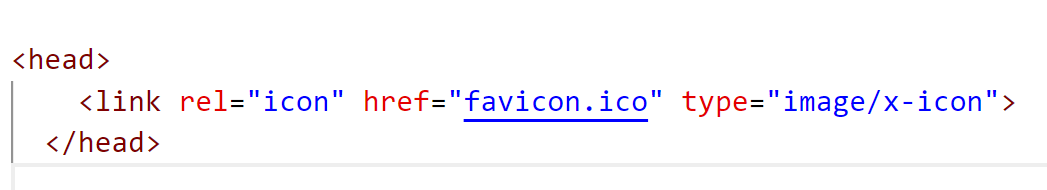 <head>
<link rel="icon" href="favicon.ico" type="image/x-icon">
</head>